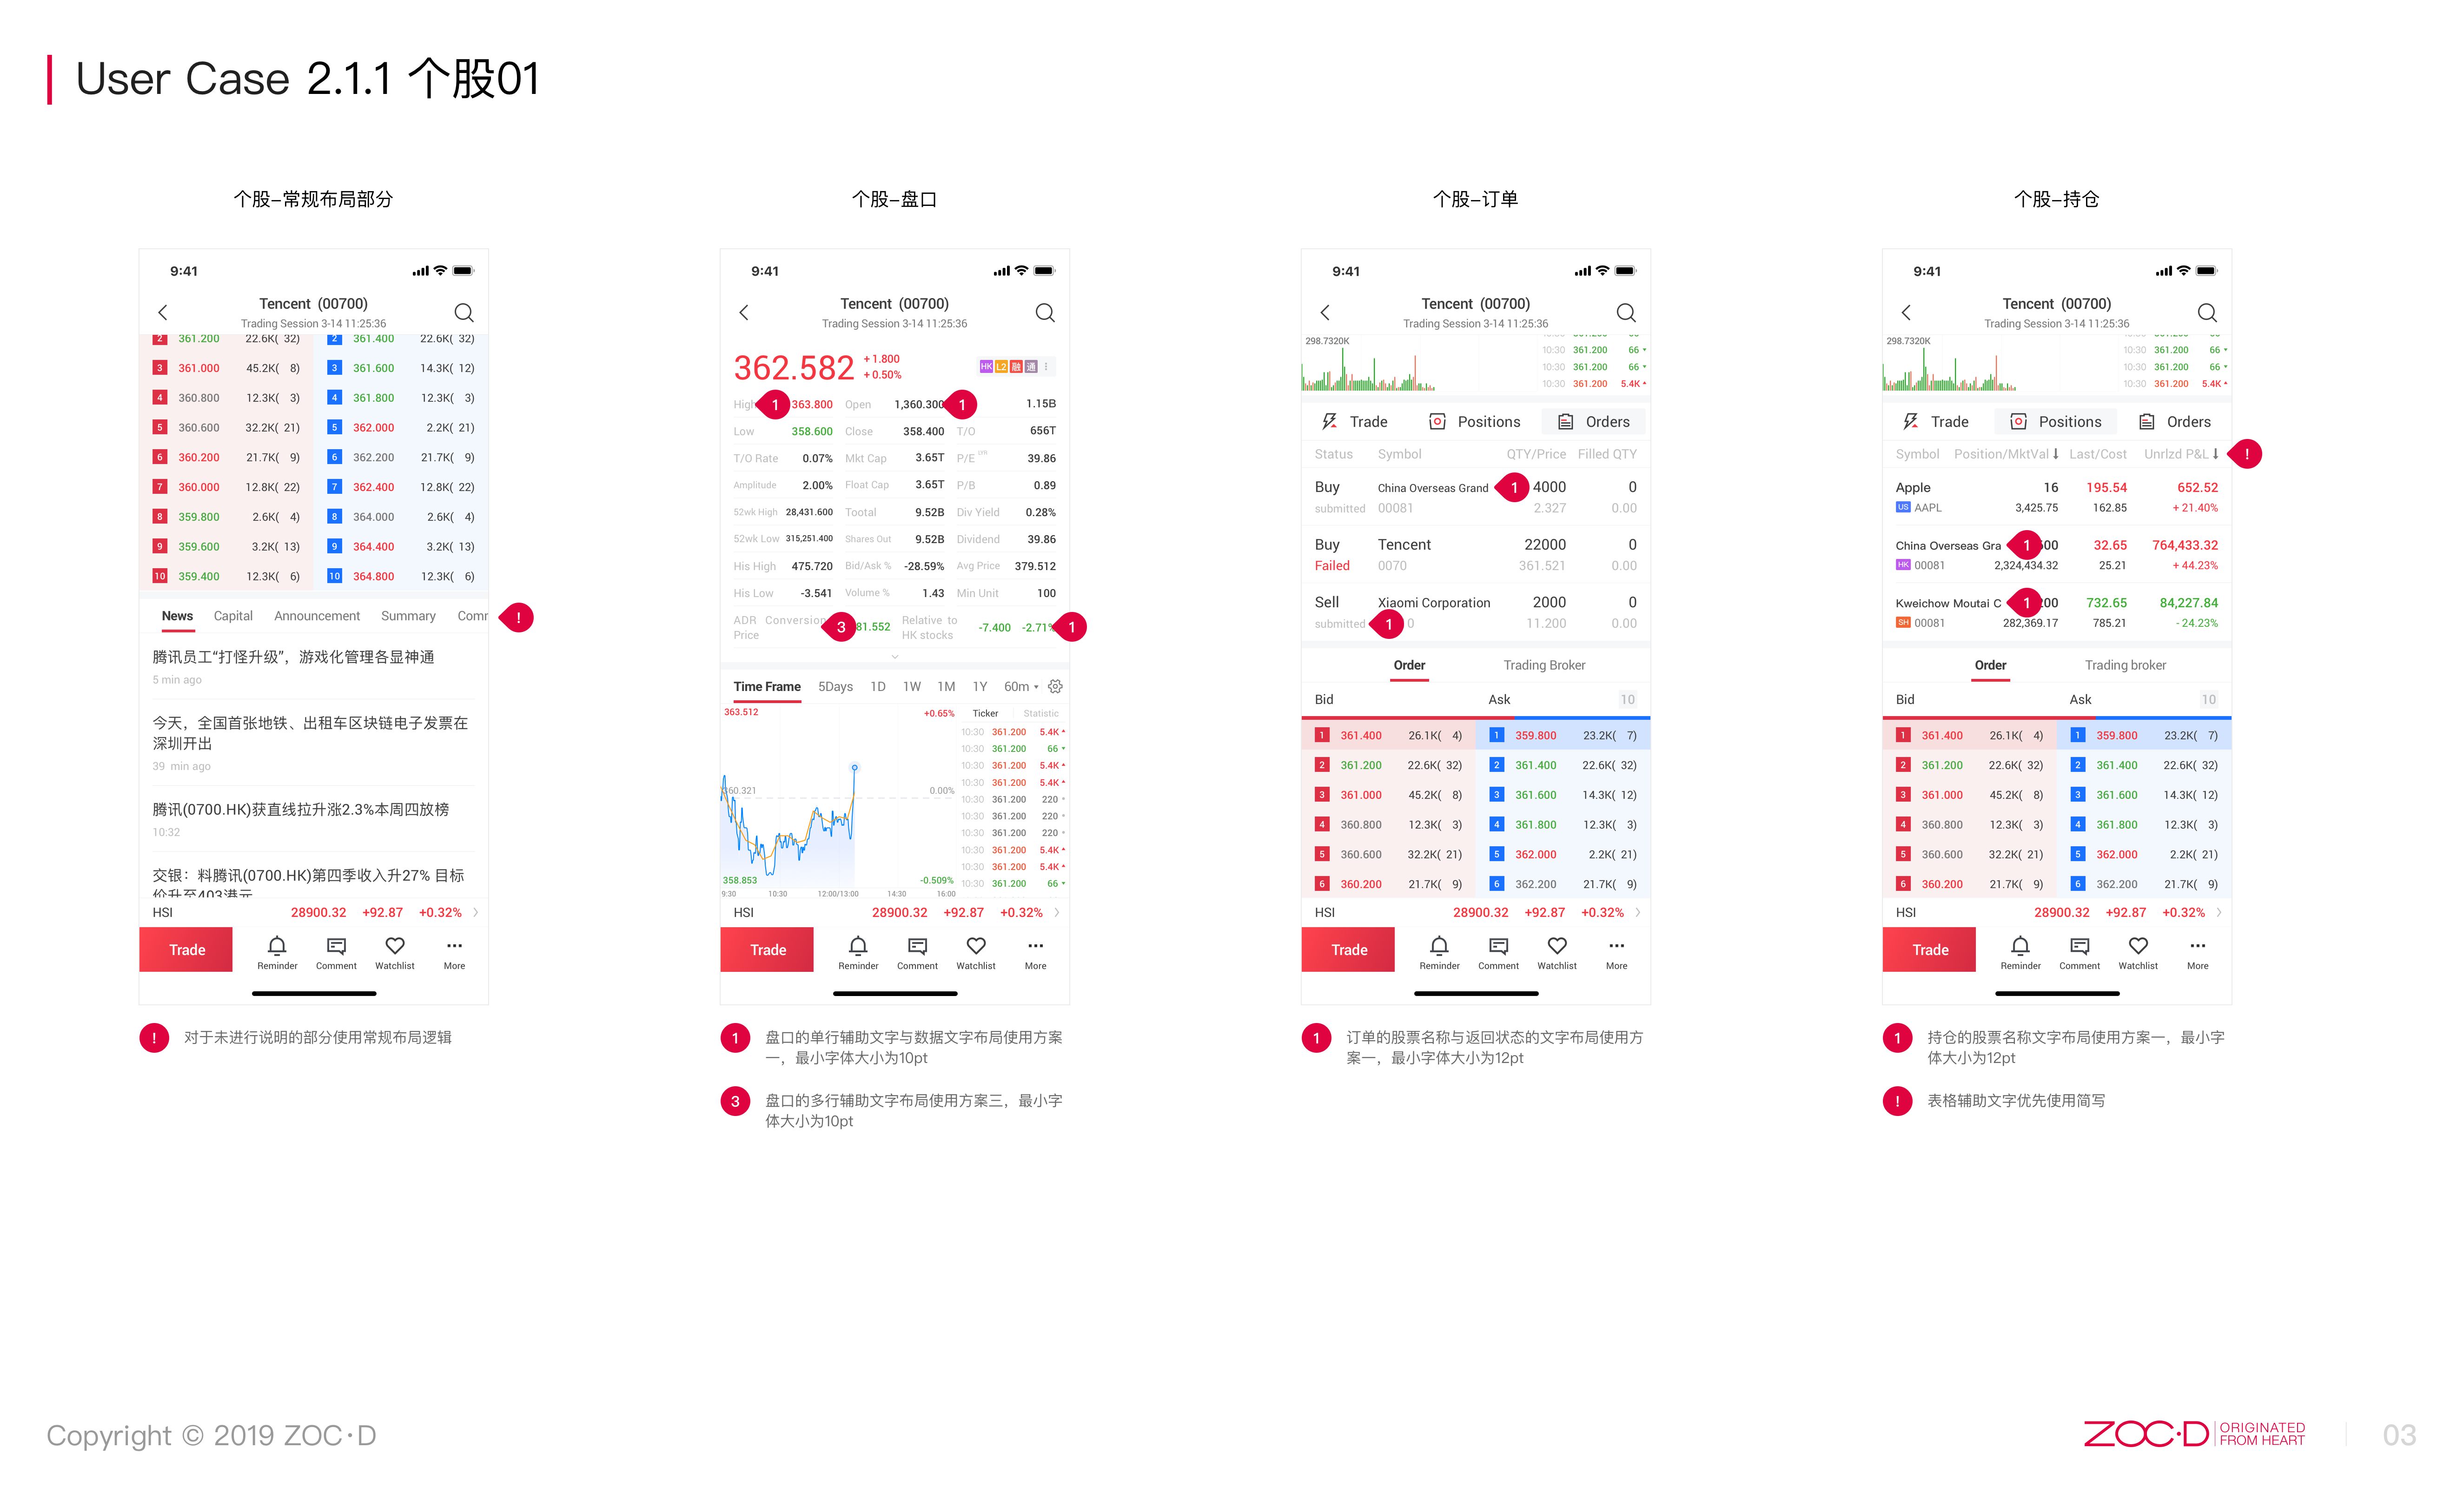 User Case 2.1.1 个股01
个股–常规布局部分
9:41
Tencent (00700)
Trading Session 3-14 11:25:36
2 361.200 22.6K( 32) 2 361.400 22.6K( 32)
3 361.000 45.2K( 8) 3 361.600 14.3K( 12)
4 360.800 12.3K( 3) 4 361.800 12.3K( 3)
5 360.600 32.2K( 21) 5 362.000 2.2K( 21)
6 360.200 21.7K( 9) 6 362.200 21.7K( 9)
7 360.000 12.8K( 22) 7 362.400 12.8K( 22)
8 359.800 2.6K( 4) 8 364.000 2.6K( 4)
9 359.600 3.2K( 13) 9 364.400 3.2K( 13)
10 359.400 12.3K( 6) 10 364.800 12.3K( 6)
News Capital Announcement Summary Comr !
腾讯员工“打怪升级”，游戏化管理各显神通
5 min ago
今天，全国首张地铁、出租车区块链电子发票在
深圳开出
39 min ago
腾讯(0700.HK)获直线拉升涨2.3%本周四放榜
10:32
交银：料腾讯(0700.HK)第四季收入升27% 目标
价升至403港元
HSI 28900.32 +92.87 +0.32%
Trade Reminder Comment Watchlist More
! 对于未进行说明的部分使用常规布局逻辑
个股–盘口
9:41
Tencent (00700)
Trading Session 3-14 11:25:36
362.582 + 1.800
+ 0.50%
HK L2 融 通
High 1 363.800 Open 1,360.300 1 1.15B
Low 358.600 Close 358.400 T/O 656T
T/O Rate 0.07% Mkt Cap 3.65T P/E 39.86
Amplitude 2.00% Float Cap 3.65T P/B 0.89
52wk High 28,431.600 Tootal 9.52B Div Yield 0.28%
52wk Low 315,251.400 Shares Out 9.52B Dividend 39.86
His High 475.720 Bid/Ask % -28.59% Avg Price 379.512
His Low -3.541 Volume % 1.43 Min Unit 100
ADR Conversion 3 81.552 Relative to -7.400 -2.71% 1
Price HK stocks
Time Frame 5Days 1D 1W 1M 1Y 60m
363.512 +0.65% Ticker Statistic
10:30 361.200 5.4K
10:30 361.200 66
10:30 361.200 5.4K
10:30 361.200 5.4K
360.321 0.00% 10:30 361.200 220
10:30 361.200 220
10:30 361.200 220
10:30 361.200 5.4K
10:30 361.200 5.4K
358.853 -0.509% 10:30 361.200 66
9:30 10:30 12:00/13:00 14:30 16:00
HSI 28900.32 +92.87 +0.32%
Trade Reminder Comment Watchlist More
1 盘口的单行辅助文字与数据文字布局使用方案
一，最小字体大小为10pt
3 盘口的多行辅助文字布局使用方案三，最小字
体大小为10pt
个股–订单
9:41
Tencent (00700)
Trading Session 3-14 11:25:36
298.7320K
10:30 361.200 66
10:30 361.200 66
10:30 361.200 5.4K
Trade Positions Orders
Status Symbol QTY/Price Filled QTY
Buy China Overseas Grand 1 4000 0
submitted 00081 2.327 0.00
Buy Tencent 22000 0
Failed 0070 361.521 0.00
Sell Xiaomi Corporation 2000 0
submitted 1 0 11.200 0.00
Order Trading Broker
Bid Ask 10
1 361.400 26.1K( 4) 1 359.800 23.2K( 7)
2 361.200 22.6K( 32) 2 361.400 22.6K( 32)
3 361.000 45.2K( 8) 3 361.600 14.3K( 12)
4 360.800 12.3K( 3) 4 361.800 12.3K( 3)
5 360.600 32.2K( 21) 5 362.000 2.2K( 21)
6 360.200 21.7K( 9) 6 362.200 21.7K( 9)
HSI 28900.32 +92.87 +0.32%
Trade Reminder Comment Watchlist More
1 订单的股票名称与返回状态的文字布局使用方
案一，最小字体大小为12pt
个股–持仓
9:41
Tencent (00700)
Trading Session 3-14 11:25:36
298.7320K
10:30 361.200 66
10:30 361.200 66
10:30 361.200 5.4K
Trade Positions Orders
Symbol Position/MktVal Last/Cost Unrlzd P&L !
Apple 16 195.54 652.52
US AAPL 3,425.75 162.85 + 21.40%
China Overseas Gra 1 00 32.65 764,433.32
HK 00081 2,324,434.32 25.21 + 44.23%
Kweichow Moutai C 1 00 732.65 84,227.84
SH 00081 282,369.17 785.21 - 24.23%
Order Trading broker
Bid Ask 10
1 361.400 26.1K( 4) 1 359.800 23.2K( 7)
2 361.200 22.6K( 32) 2 361.400 22.6K( 32)
3 361.000 45.2K( 8) 3 361.600 14.3K( 12)
4 360.800 12.3K( 3) 4 361.800 12.3K( 3)
5 360.600 32.2K( 21) 5 362.000 2.2K( 21)
6 360.200 21.7K( 9) 6 362.200 21.7K( 9)
HSI 28900.32 +92.87 +0.32%
Trade Reminder Comment Watchlist More
1 持仓的股票名称文字布局使用方案一，最小字
体大小为12pt
! 表格辅助文字优先使用简写
Copyright © 2019 ZOC·D
ZOC·D ORIGINATED
FROM HEART
03